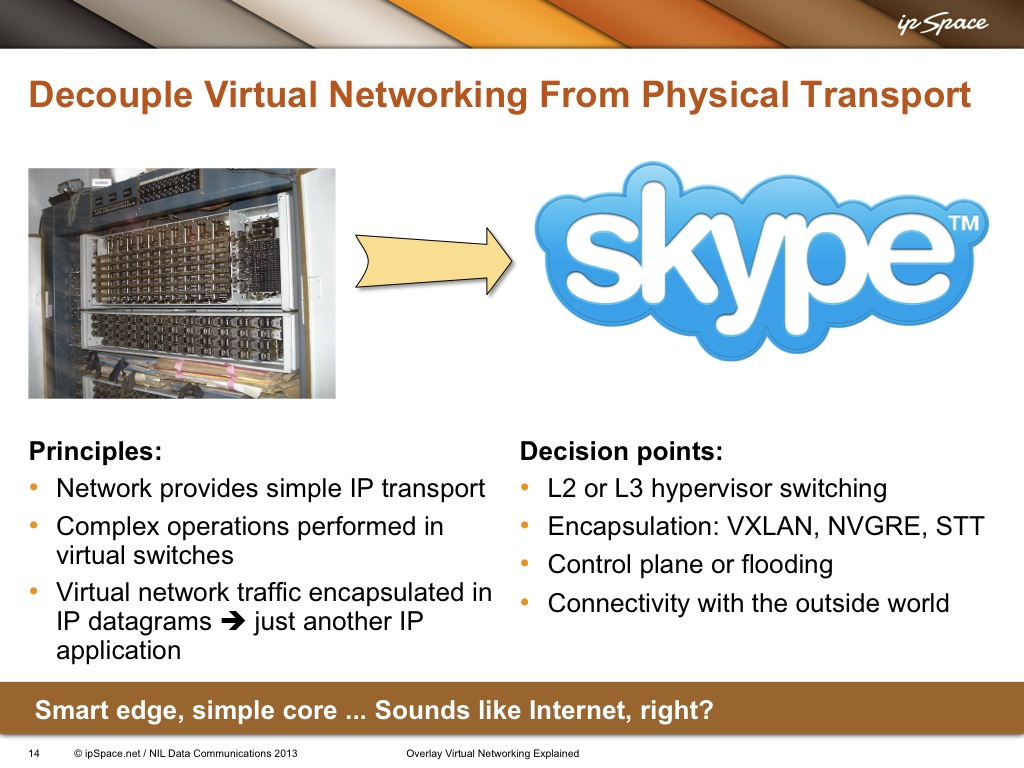 ip Space
Decouple Virtual Networking From Physical Transport
skype™
Principles:
• Network provides simple IP transport
• Complex operations performed in
virtual switches
• Virtual network traffic encapsulated in
IP datagrams ➔ just another IP
application
Decision points:
• L2 or L3 hypervisor switching
• Encapsulation: VXLAN, NVGRE, STT
• Control plane or flooding
• Connectivity with the outside world
Smart edge, simple core ... Sounds like Internet, right?
14 © ipSpace.net / NIL Data Communications 2013 Overlay Virtual Networking Explained